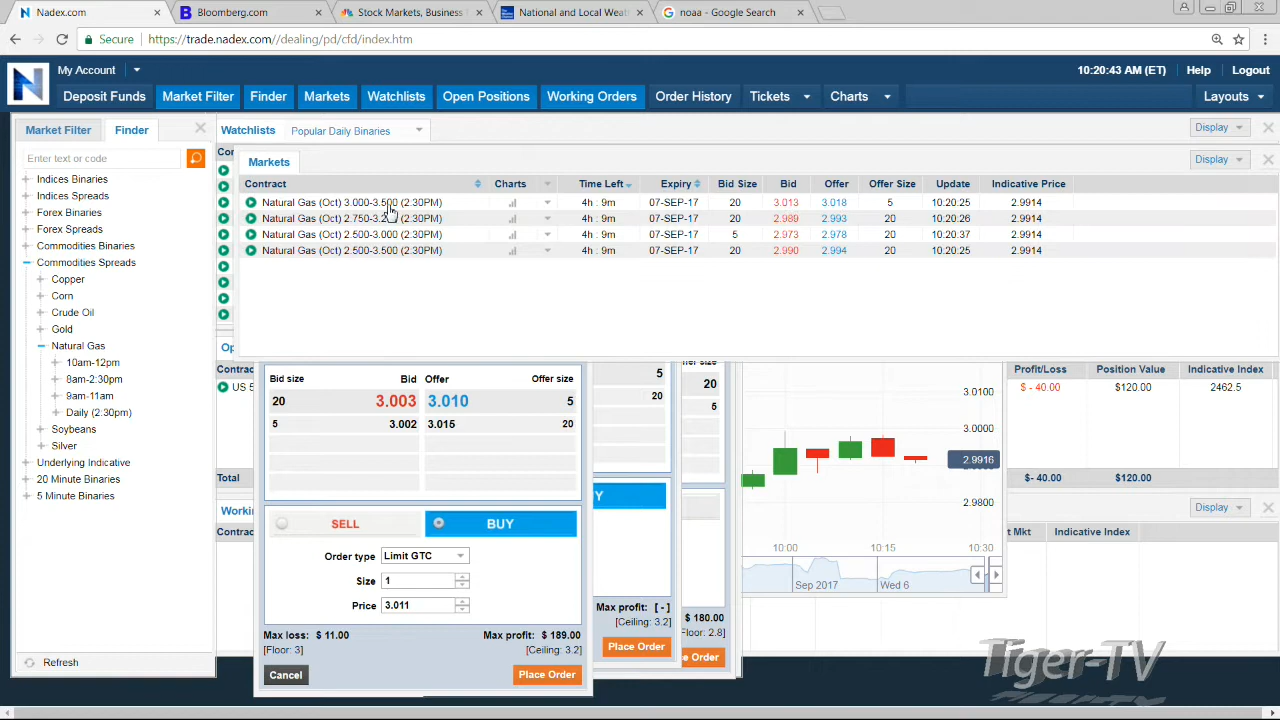 Nadex.com
Bloomberg.com
Stock Markets, Business
National and Local Weat
noaa - Google Search
Secure
https://trade.nadex.com//dealing/pd/cfd/index.htm
My Account
10:20:43 AM (ET)
Help
Logout
Deposit Funds
Market Filter
Finder
Markets
Watchlists
Open Positions
Working Orders
Order History
Tickets
Charts
Layouts
Market Filter
Finder
Watchlists
Popular Daily Binaries
Display
Enter text or code
Markets
Display
Contract Charts Time Left Expiry Bid Size Bid Offer Offer Size Update Indicative Price
Natural Gas (Oct) 3.000-3.500 (2.30PM) 4h : 9m 07-SEP-17 20 3.013 3.018 5 10.20.25 2.9914
Natural Gas (Oct) 2.750-3.2 (2.30PM) 4h : 9m 07-SEP-17 20 2.989 2.993 20 10.20.26 2.9914
Natural Gas (Oct) 2.500-3.000 (2.30PM) 4h : 9m 07-SEP-17 5 2.973 2.978 20 10.20.37 2.9914
Natural Gas (Oct) 2.500-3.500 (2.30PM) 4h : 9m 07-SEP-17 20 2.990 2.994 20 10.20.25 2.9914
Indices Binaries
Indices Spreads
Forex Binaries
Forex Spreads
Commodities Binaries
Commodities Spreads
Copper
Corn
Crude Oil
Gold
Natural Gas
10am-12pm
8am-2:30pm
9am-11am
Daily (2:30pm)
Soybeans
Silver
Underlying Indicative
20 Minute Binaries
5 Minute Binaries
Refresh
Cor
Op
Contrac
US 5
Total
Worki
Contrac
Bid size Bid Offer Offer size
20 3.003 3.010 5
5 3.002 3.015 20
SELL
BUY
Order type Limit GTC
Size 1
Price 3.011
Max loss: $ 11.00
[Floor: 3]
Max profit: $ 189.00
[Ceiling: 3.2]
Cancel
Place Order
5
20
Y
Max profit: [ - ]
[Ceiling: 3.2]
Place Order
ffer size
20
5
$ 180.00
Floor: 2.8]
e Order
3.0100
3.0000
2.9916
2.9800
10:00 10:15 10:30
Sep 2017 Wed 6
Profit/Loss Position Value Indicative Index
$ - 40.00 $120.00 2462.5
$- 40.00 $120.00
Display
t Mkt Indicative Index
Tiger-TV